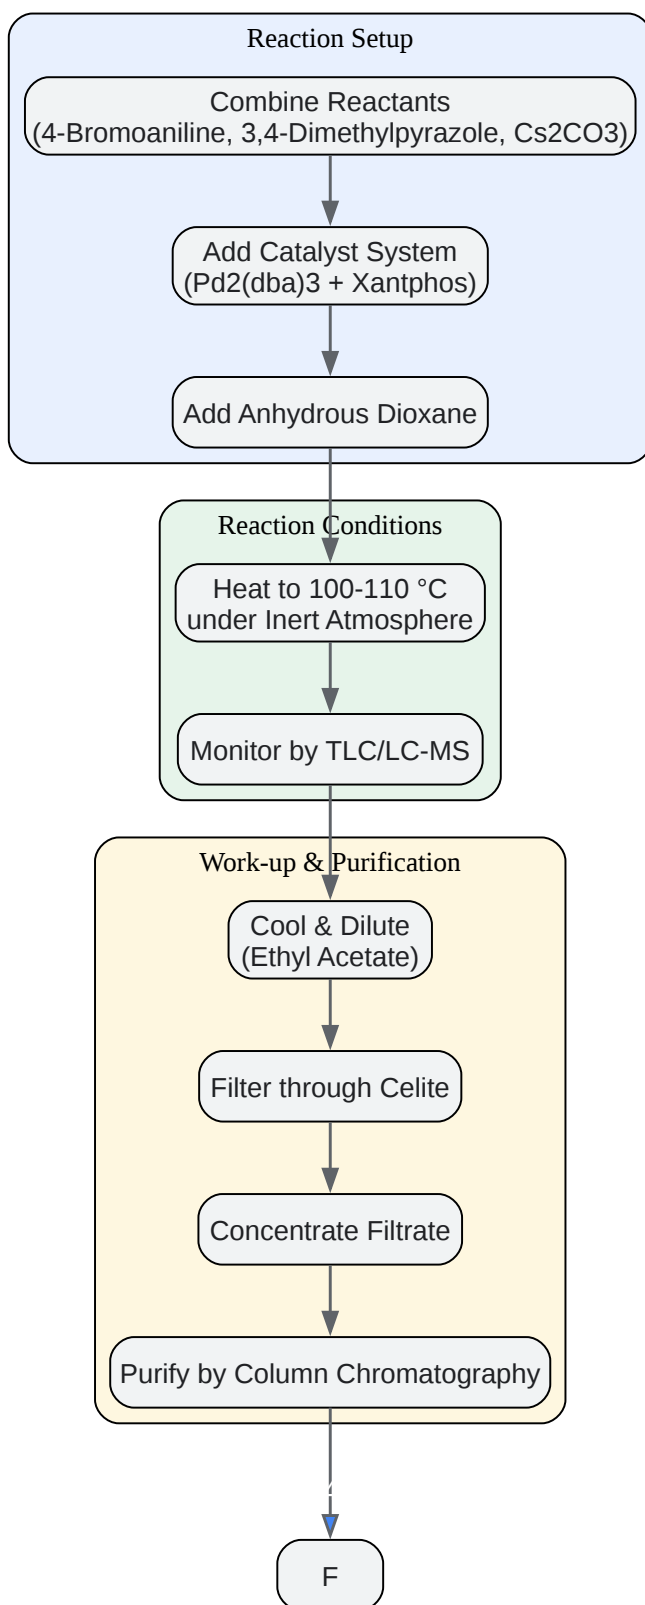 Reaction Setup
Combine Reactants
(4-Bromoaniline, 3,4-Dimethylpyrazole, Cs2CO3)
Add Catalyst System
(Pd2(dba)3 + Xantphos)
Add Anhydrous Dioxane
Reaction Conditions
Heat to 100-110 °C
under Inert Atmosphere
Monitor by TLC/LC-MS
Work-up & Purification
Cool & Dilute
(Ethyl Acetate)
Filter through Celite
Concentrate Filtrate
Purify by Column Chromatography
F